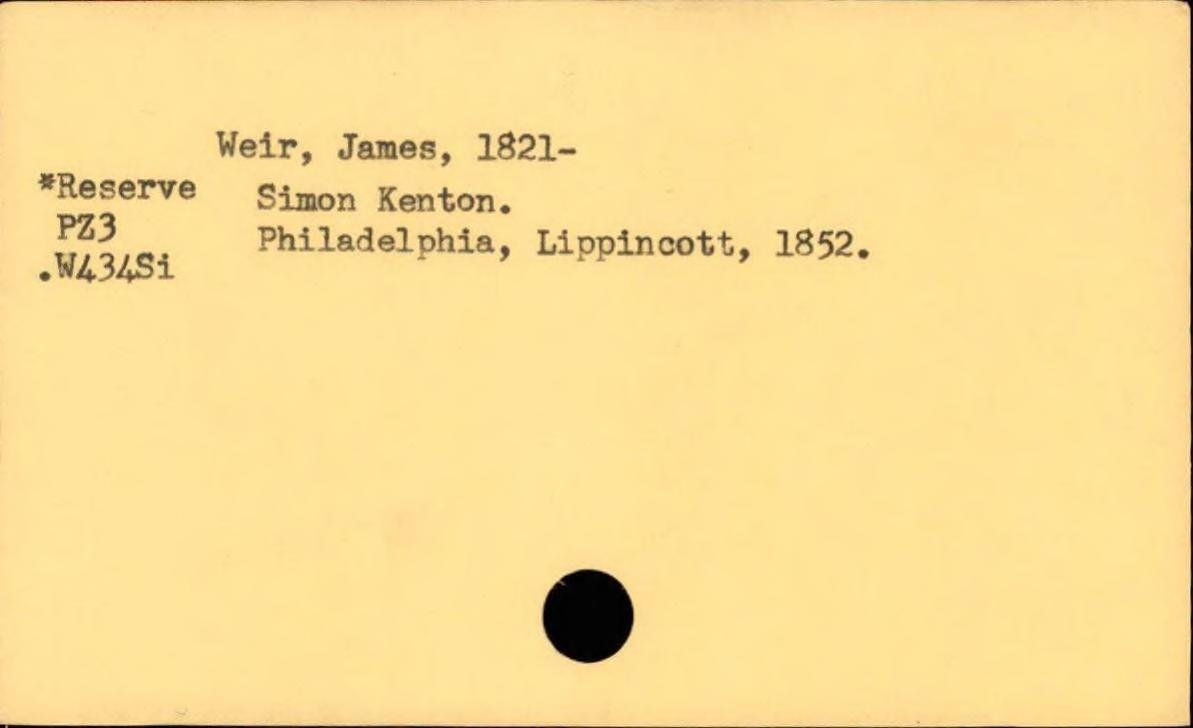 Weir, James, 1821-
*Reserve
PZ3
.W434Si
Simon Kenton.
Philadelphia, Lippincott, 1852.